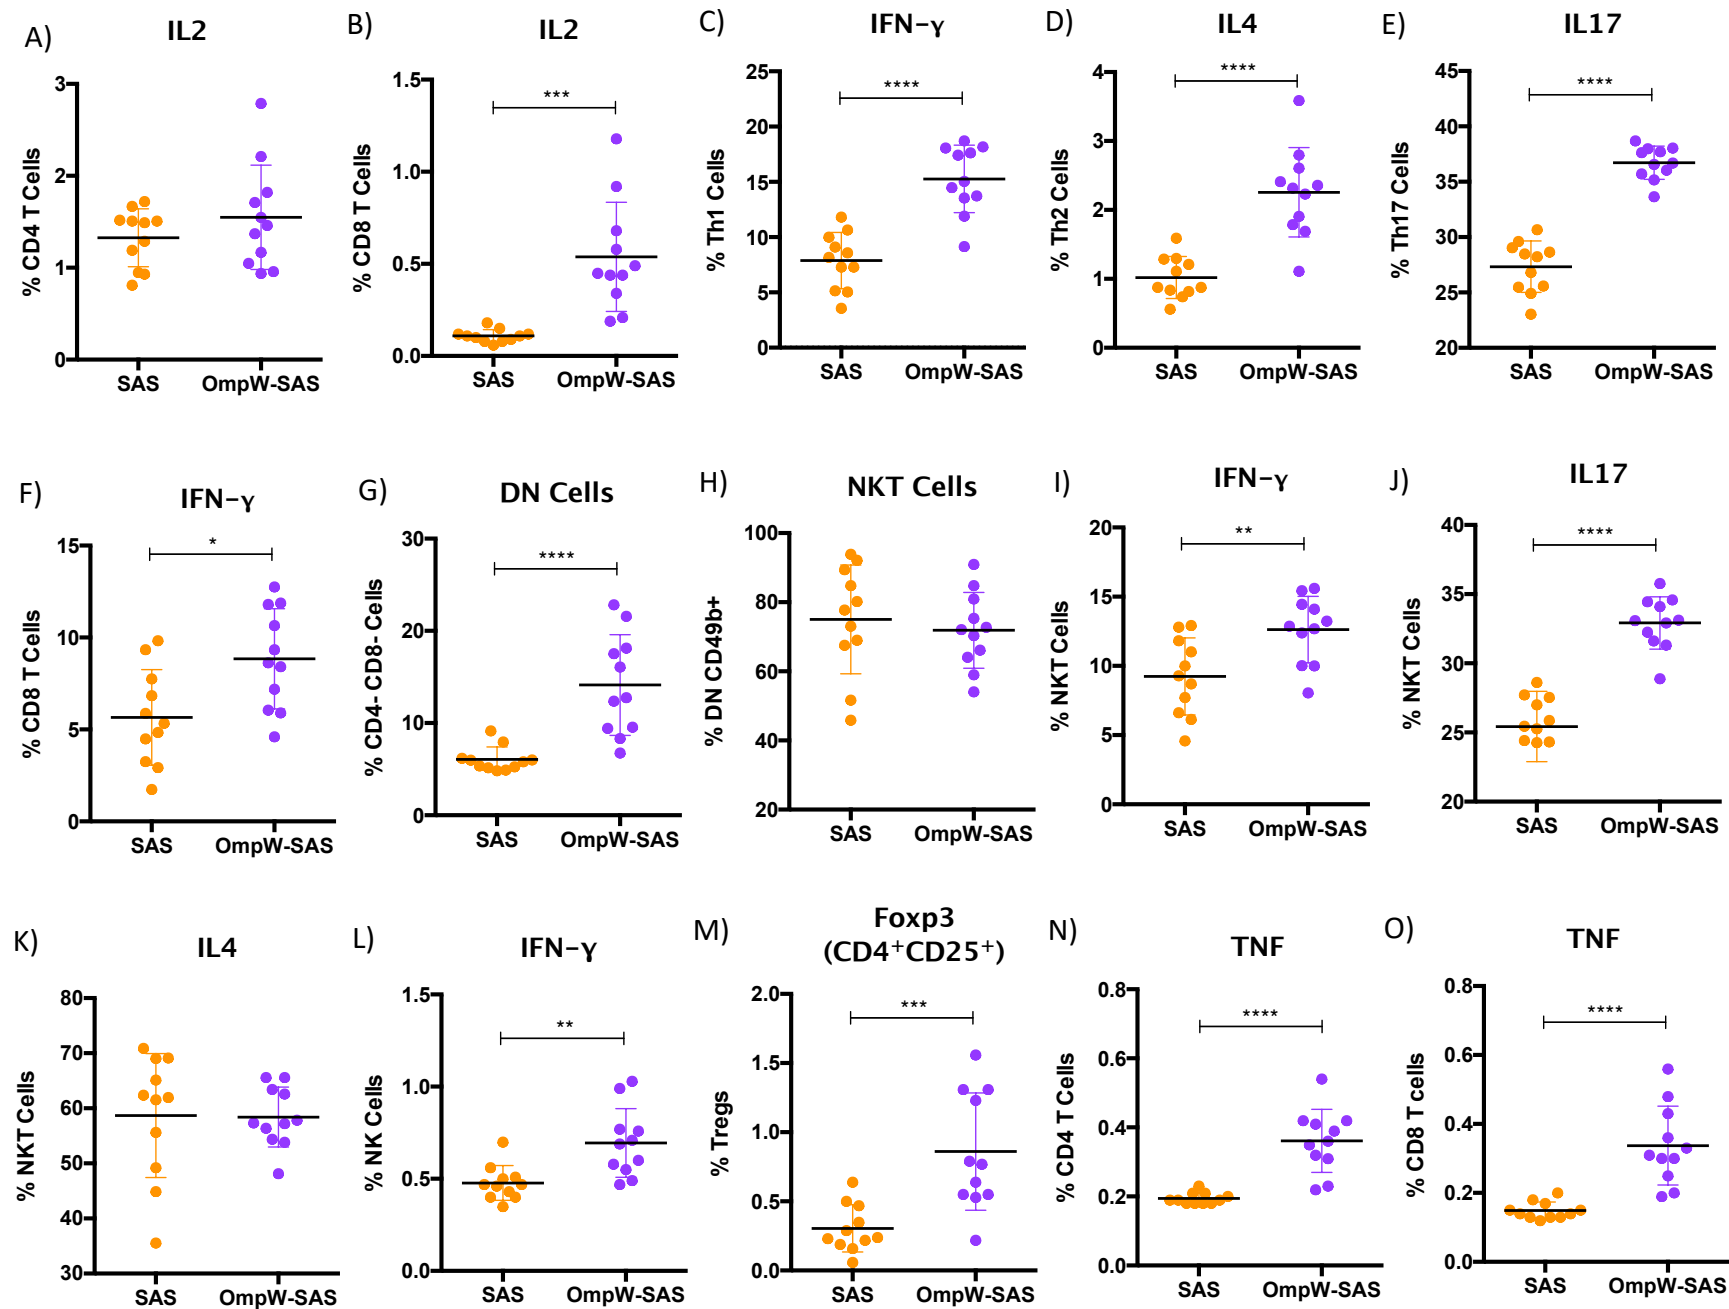 A) IL2
3
2
1
0
% CD4 T Cells
SAS OmpW-SAS
B) IL2
***
1.5
1.0
0.5
0.0
% CD8 T Cells
SAS OmpW-SAS
C) IFN-γ
****
25
20
15
10
5
0
% Th1 Cells
SAS OmpW-SAS
D) IL4
****
4
3
2
1
0
% Th2 Cells
SAS OmpW-SAS
E) IL17
****
45
40
35
30
25
20
% Th17 Cells
SAS OmpW-SAS
F) IFN-γ
*
15
10
5
0
% CD8 T Cells
SAS OmpW-SAS
G) DN Cells
****
30
20
10
0
% CD4- CD8- Cells
SAS OmpW-SAS
H) NKT Cells
100
80
60
40
20
% DN CD49b+
SAS OmpW-SAS
I) IFN-γ
**
20
15
10
5
0
% NKT Cells
SAS OmpW-SAS
J) IL17
****
40
35
30
25
20
% NKT Cells
SAS OmpW-SAS
K) IL4
80
70
60
50
40
30
% NKT Cells
SAS OmpW-SAS
L) IFN-γ
**
1.5
1.0
0.5
0.0
% NK Cells
SAS OmpW-SAS
M) Foxp3
(CD4⁺CD25⁺)
***
2.0
1.5
1.0
0.5
0.0
% Tregs
SAS OmpW-SAS
N) TNF
****
0.8
0.6
0.4
0.2
0.0
% CD4 T Cells
SAS OmpW-SAS
O) TNF
****
0.8
0.6
0.4
0.2
0.0
% CD8 T cells
SAS OmpW-SAS